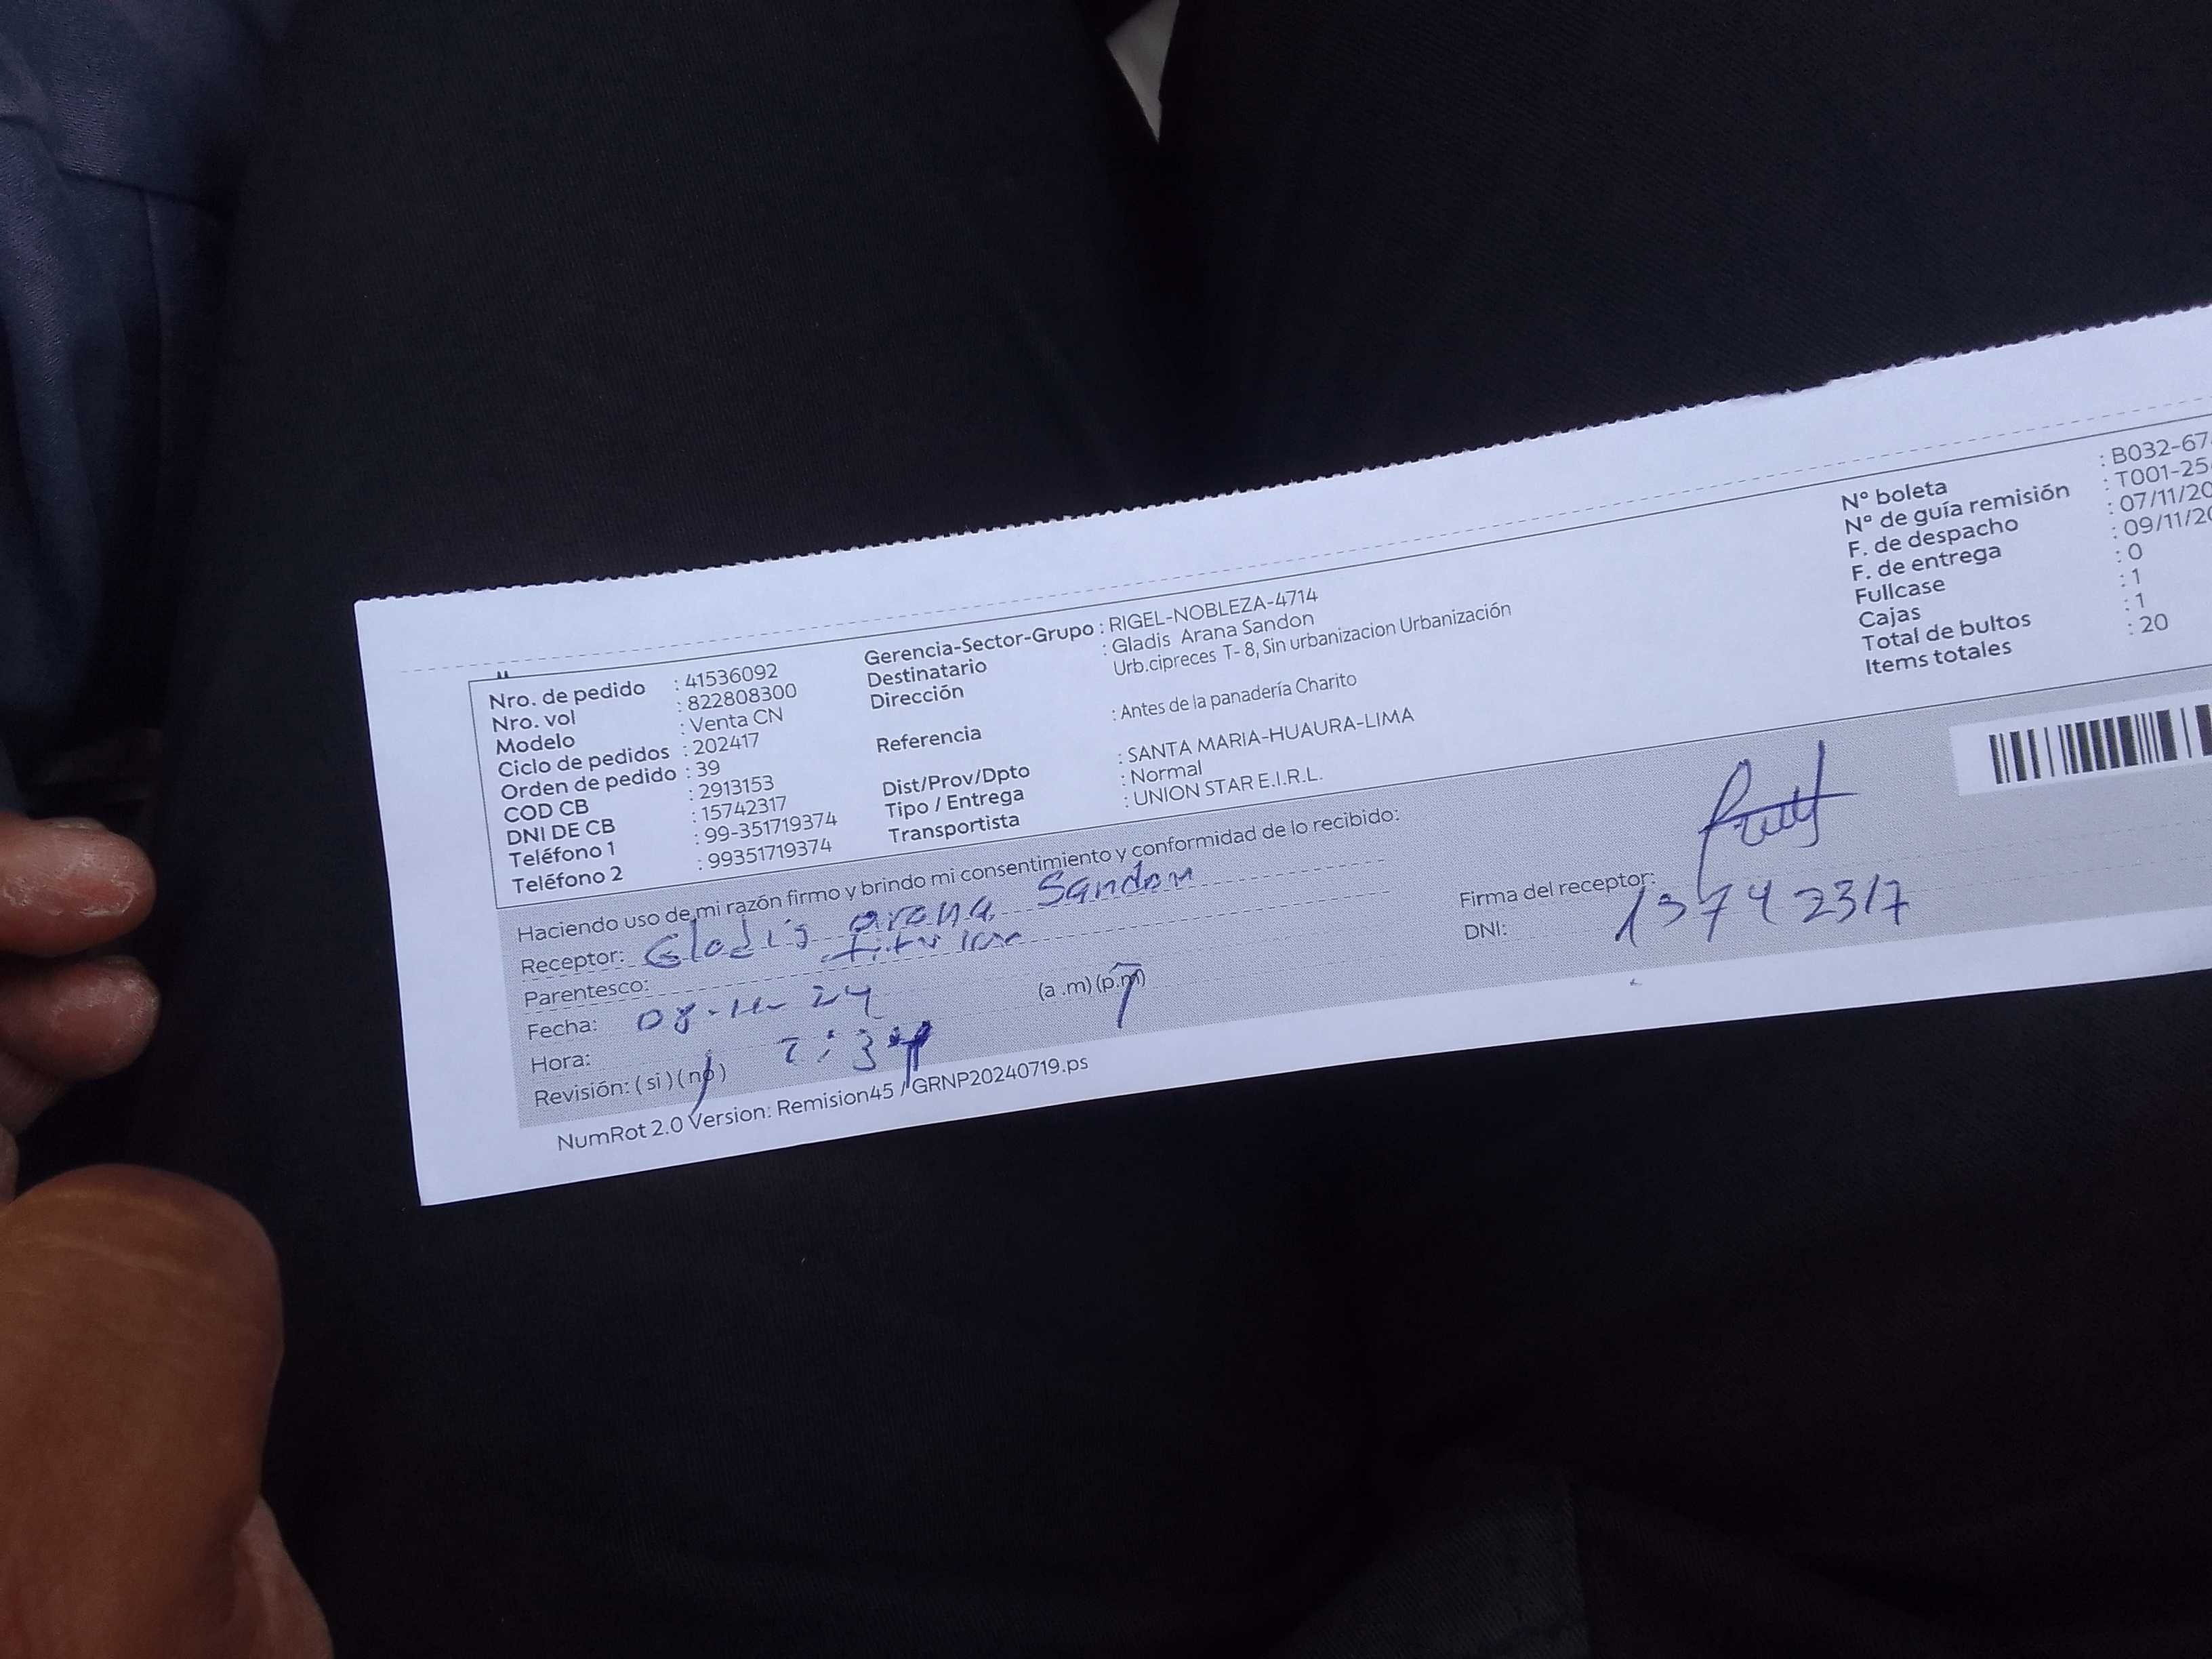 Nro. de pedido : 41536092
Nro. vol : 822808300
Modelo : Venta CN
Ciclo de pedidos : 202417
Orden de pedido : 39
COD CB : 2913153
DNI DE CB : 15742317
Teléfono 1 : 99-351719374
Teléfono 2 : 99351719374
Gerencia-Sector-Grupo : RIGEL-NOBLEZA-4714
Destinatario : Gladis Arana Sandon
Dirección Urb.cipreces T- 8, Sin urbanizacion Urbanización
Referencia : Antes de la panadería Charito
Dist/Prov/Dpto : SANTA MARIA-HUAURA-LIMA
Tipo / Entrega : Normal
Transportista : UNION STAR E.I.R.L.
N° boleta : B032-67
N° de guía remisión : T001-25
F. de despacho : 07/11/20
F. de entrega : 09/11/20
Fullcase : 0
Cajas : 1
Total de bultos : 1
Items totales : 20
Haciendo uso de mi razón firmo y brindo mi consentimiento y conformidad de lo recibido:
Receptor: Gladis arana Sandon
Parentesco: titular
Fecha: 08-11-24
Hora: 2:34 (a .m) (p.m)
Revisión: ( si ) ( no )
Firma del receptor:
DNI: 15742317
NumRot 2.0 Version: Remision45 / GRNP20240719.ps